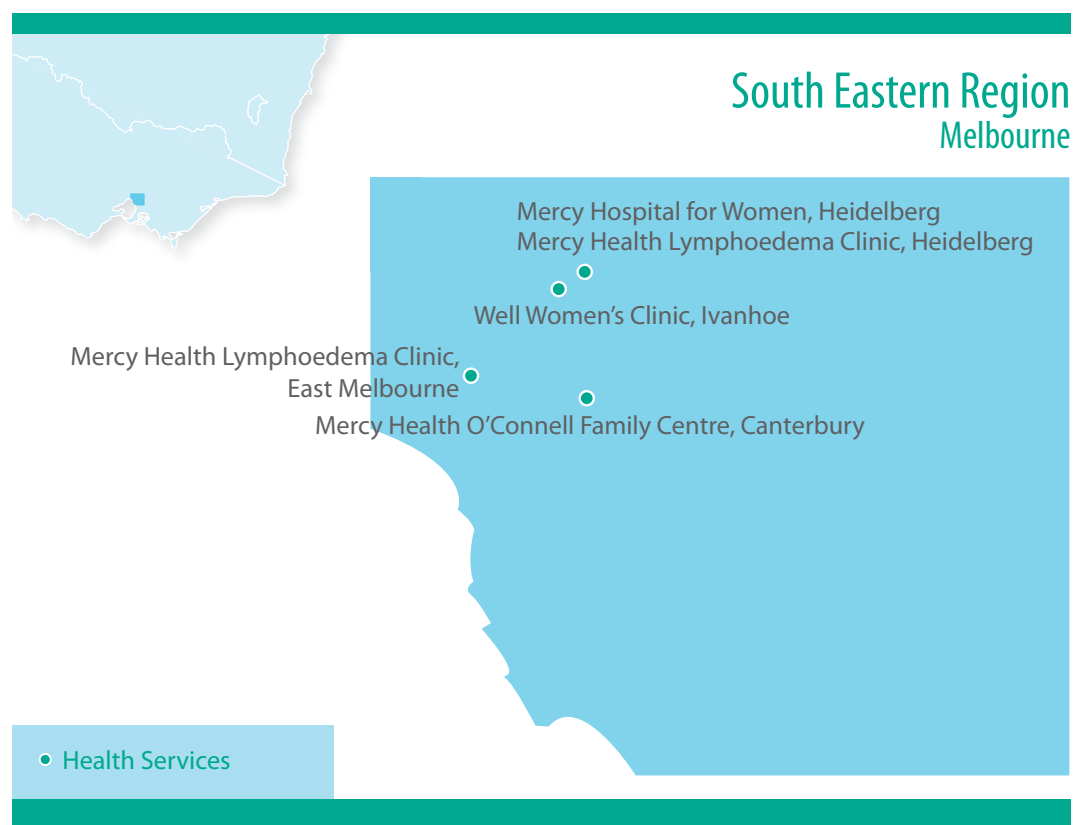 South Eastern Region
Melbourne
Mercy Hospital for Women, Heidelberg
Mercy Health Lymphoedema Clinic, Heidelberg
Well Women’s Clinic, Ivanhoe
Mercy Health Lymphoedema Clinic,
East Melbourne
Mercy Health O’Connell Family Centre, Canterbury
Health Services